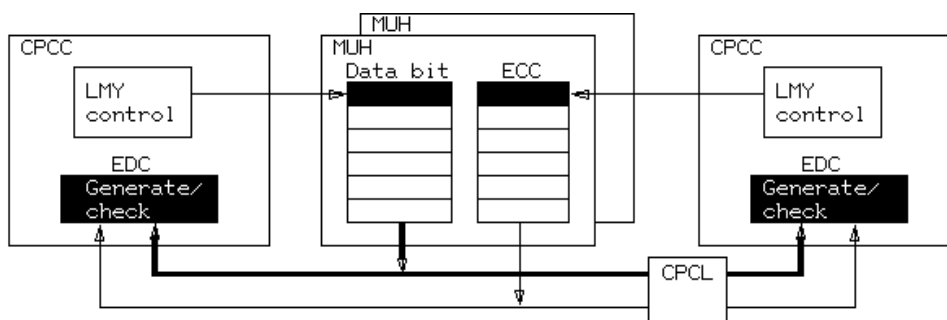 MUH
CPCC
MUH
CPCC
Data bit
ECC
LMY
control
LMY
control
EDC
Generate/
check
EDC
Generate/
check
CPCL